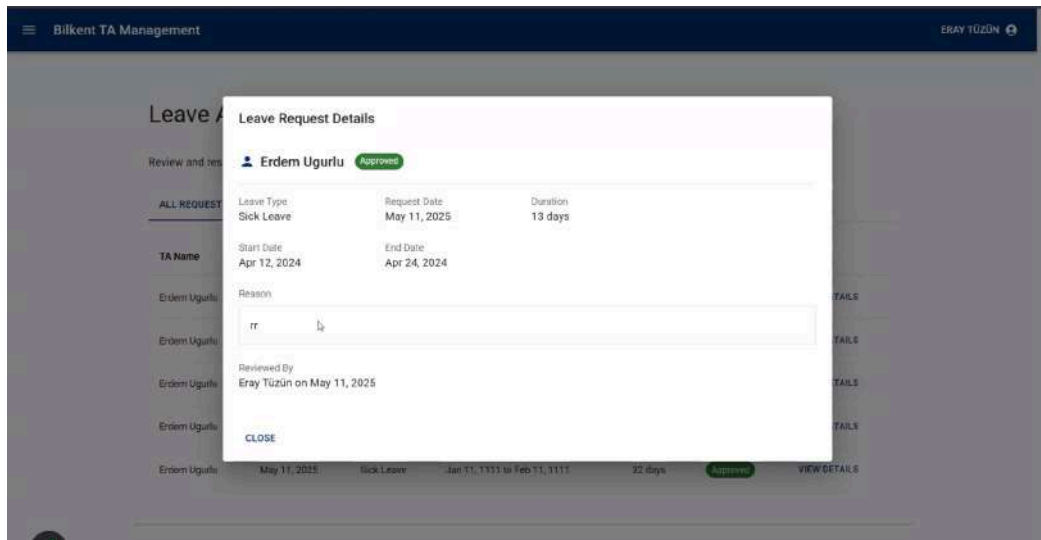 Bilkent TA Management
ERAY TÜZÜN
Leave A
Review and res
ALL REQUEST
TA Name
Leave Request Details
Erdem Ugurlu Approved
Leave Type Request Date Duration
Sick Leave May 11, 2025 13 days
Start Date End Date
Apr 12, 2024 Apr 24, 2024
Reason
rr
Reviewed By
Eray Tüzün on May 11, 2025
CLOSE
Erdem Ugurlu TAILS
Erdem Ugurlu TAILS
Erdem Ugurlu TAILS
Erdem Ugurlu TAILS
Erdem Ugurlu May 11, 2025 Sick Leave Jan 11, 1111 to Feb 11, 1111 32 days Approved VIEW DETAILS